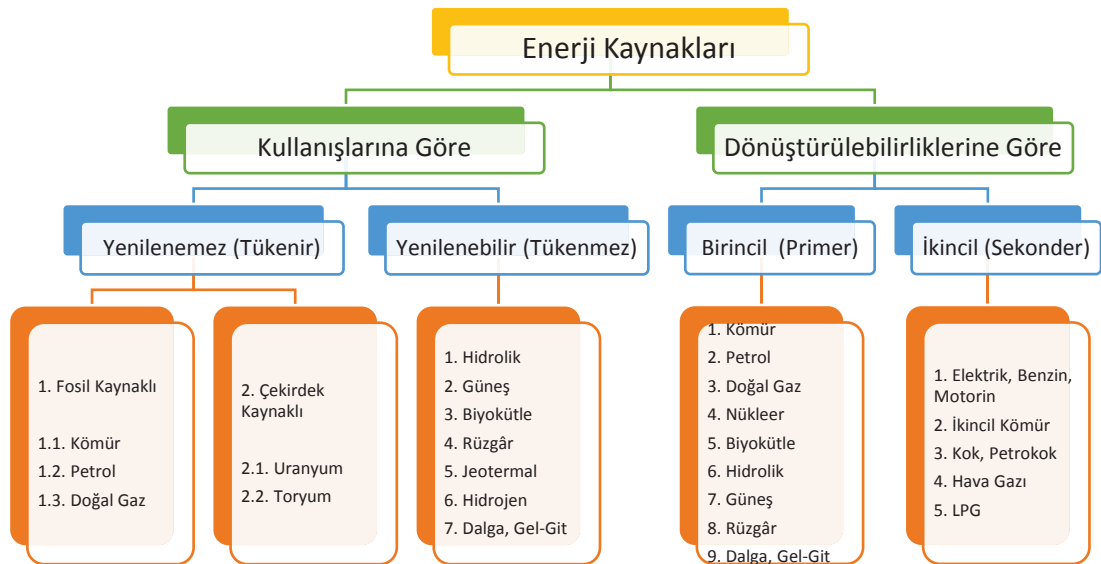 Enerji Kaynakları
Kullanışlarına Göre
Dönüştürülebilirliklerine Göre
Yenilenemez (Tükenir)
Yenilenebilir (Tükenmez)
Birincil (Primer)
İkincil (Sekonder)
1. Fosil Kaynaklı
1.1. Kömür
1.2. Petrol
1.3. Doğal Gaz
2. Çekirdek
Kaynaklı
2.1. Uranyum
2.2. Toryum
1. Hidrolik
2. Güneş
3. Biyokütle
4. Rüzgâr
5. Jeotermal
6. Hidrojen
7. Dalga, Gel-Git
1. Kömür
2. Petrol
3. Doğal Gaz
4. Nükleer
5. Biyokütle
6. Hidrolik
7. Güneş
8. Rüzgâr
9. Dalga, Gel-Git
1. Elektrik, Benzin,
Motorin
2. İkincil Kömür
3. Kok, Petrokok
4. Hava Gazı
5. LPG